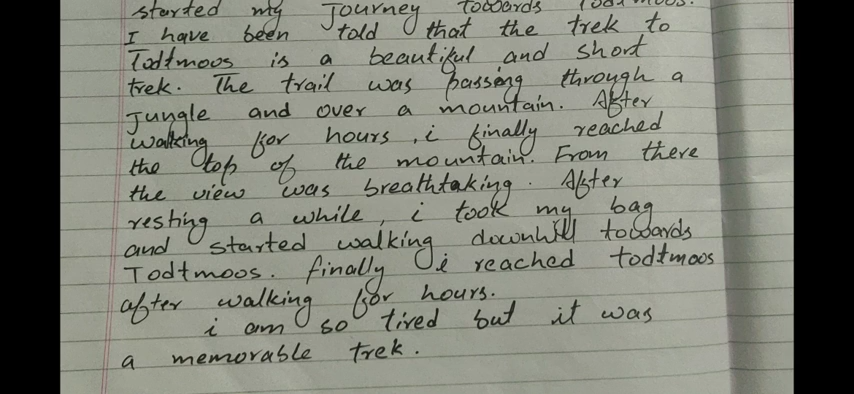 started my Journey towards Todtmoos.
I have been told that the trek to
Todtmoos is a beautiful and short
trek. The trail was passing through a
Jungle and over a mountain. After
walking for hours, i finally reached
the top of the mountain. From there
the view was breathtaking. After
resting a while, i took my bag
and started walking downhill towards
Todtmoos. finally i reached todtmoos
after walking for hours.
i am so tired but it was
a memorable trek.